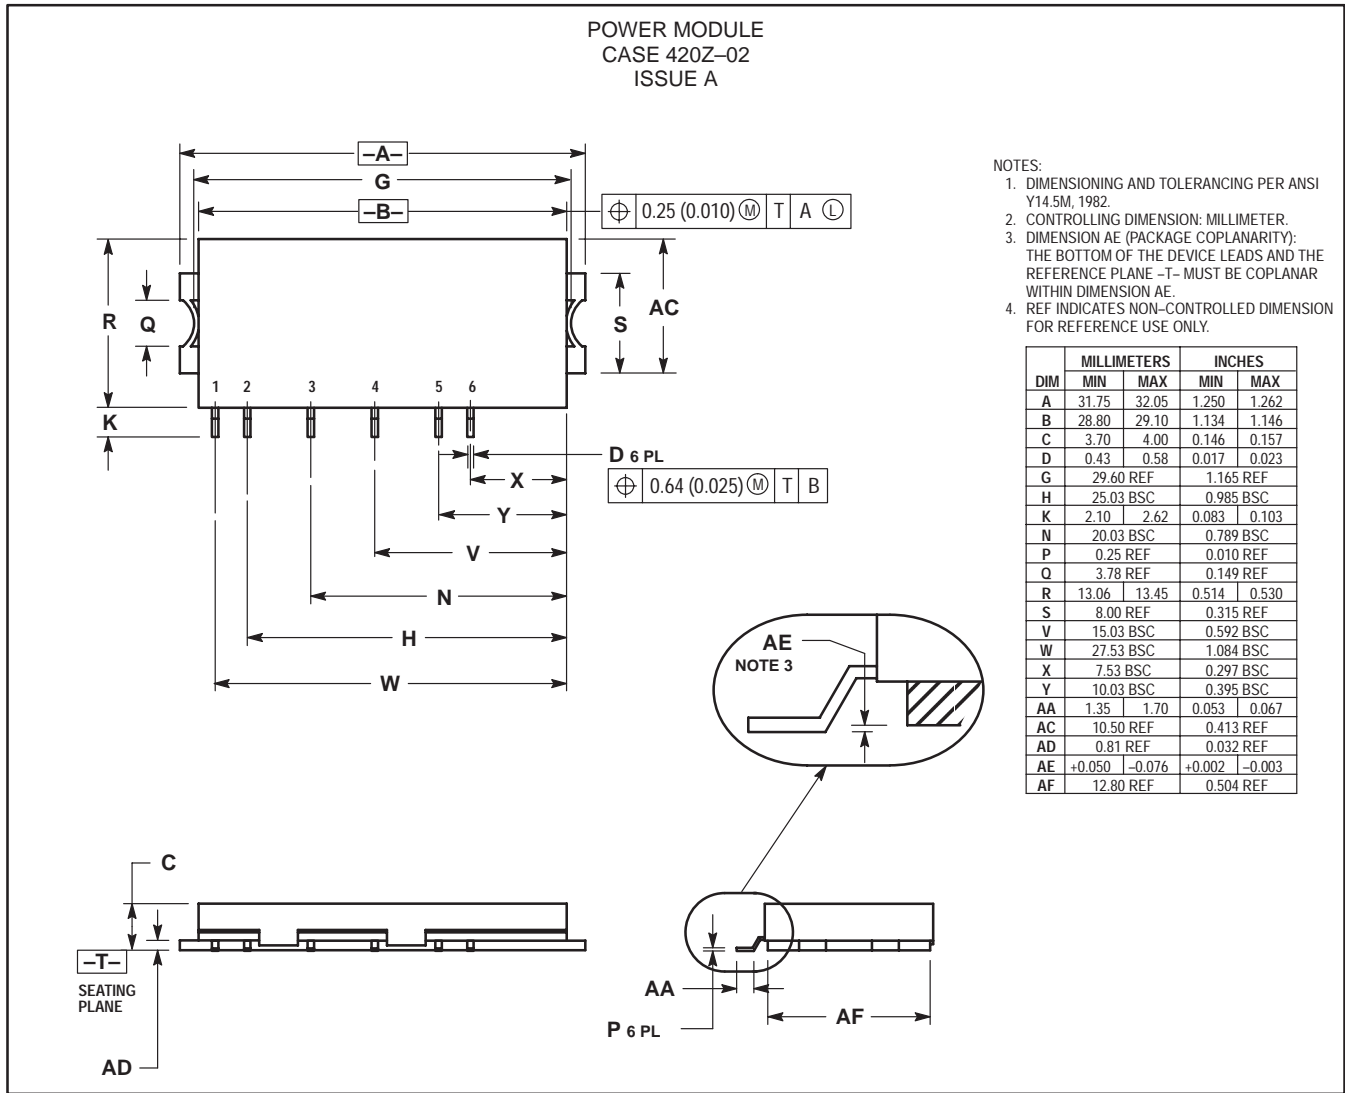 POWER MODULE
CASE 420Z–02
ISSUE A
–A–
G
–B–
⌖ 0.25 (0.010) Ⓜ T A Ⓛ
R
Q
S
AC
1 2 3 4 5 6
K
D 6 PL
⌖ 0.64 (0.025) Ⓜ T B
X
Y
V
N
H
W
NOTES:
1. DIMENSIONING AND TOLERANCING PER ANSI
Y14.5M, 1982.
2. CONTROLLING DIMENSION: MILLIMETER.
3. DIMENSION AE (PACKAGE COPLANARITY):
THE BOTTOM OF THE DEVICE LEADS AND THE
REFERENCE PLANE –T– MUST BE COPLANAR
WITHIN DIMENSION AE.
4. REF INDICATES NON–CONTROLLED DIMENSION
FOR REFERENCE USE ONLY.
MILLIMETERS INCHES
DIM MIN MAX MIN MAX
A 31.75 32.05 1.250 1.262
B 28.80 29.10 1.134 1.146
C 3.70 4.00 0.146 0.157
D 0.43 0.58 0.017 0.023
G 29.60 REF 1.165 REF
H 25.03 BSC 0.985 BSC
K 2.10 2.62 0.083 0.103
N 20.03 BSC 0.789 BSC
P 0.25 REF 0.010 REF
Q 3.78 REF 0.149 REF
R 13.06 13.45 0.514 0.530
S 8.00 REF 0.315 REF
V 15.03 BSC 0.592 BSC
W 27.53 BSC 1.084 BSC
X 7.53 BSC 0.297 BSC
Y 10.03 BSC 0.395 BSC
AA 1.35 1.70 0.053 0.067
AC 10.50 REF 0.413 REF
AD 0.81 REF 0.032 REF
AE +0.050 –0.076 +0.002 –0.003
AF 12.80 REF 0.504 REF
AE
NOTE 3
C
–T–
SEATING
PLANE
AD
AA
P 6 PL
AF